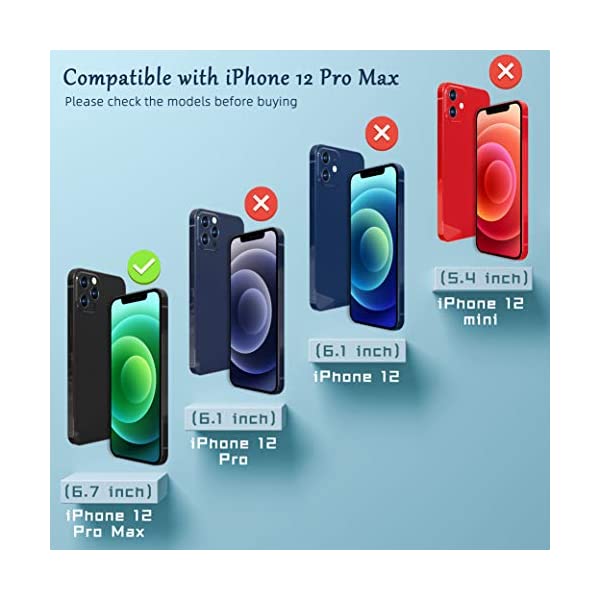 Compatible with iPhone 12 Pro Max
Please check the models before buying
(5.4 inch)
iPhone 12
mini
(6.1 inch)
iPhone 12
(6.1 inch)
iPhone 12
Pro
(6.7 inch)
iPhone 12
Pro Max